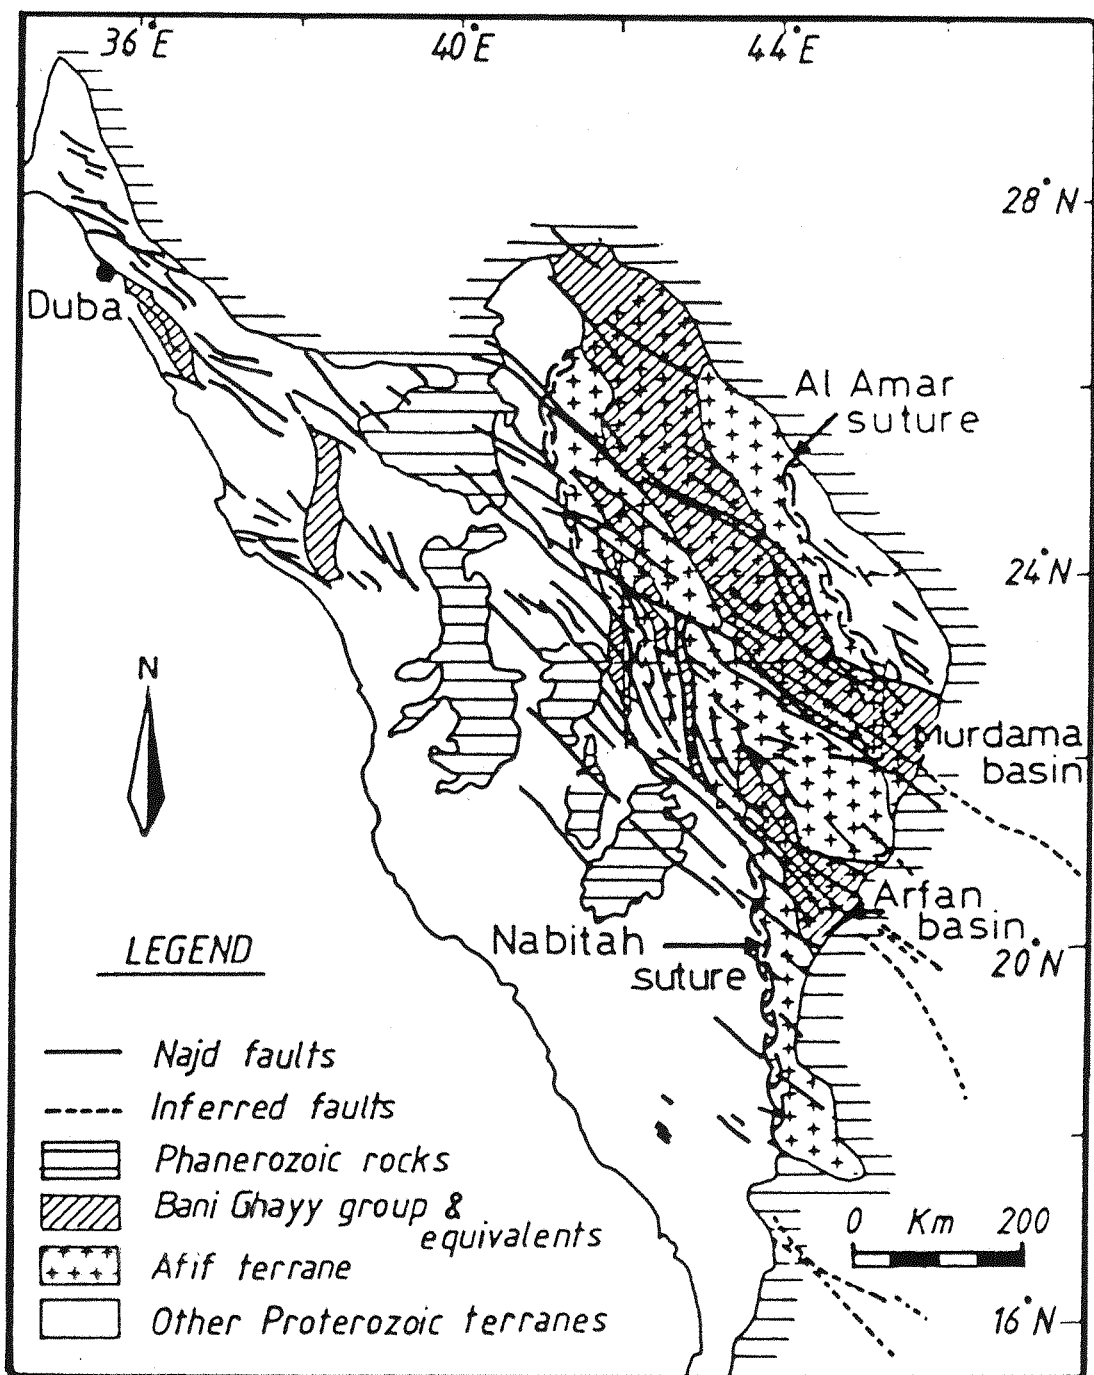 36°E
40°E
44°E
28°N
Duba
Al Amar
suture
24°N
N
Murdama
basin
Arfan
basin
Nabitah
suture
20°N
LEGEND
Najd faults
Inferred faults
Phanerozoic rocks
Bani Ghayy group &
equivalents
Afif terrane
Other Proterozoic terranes
0 Km 200
16°N